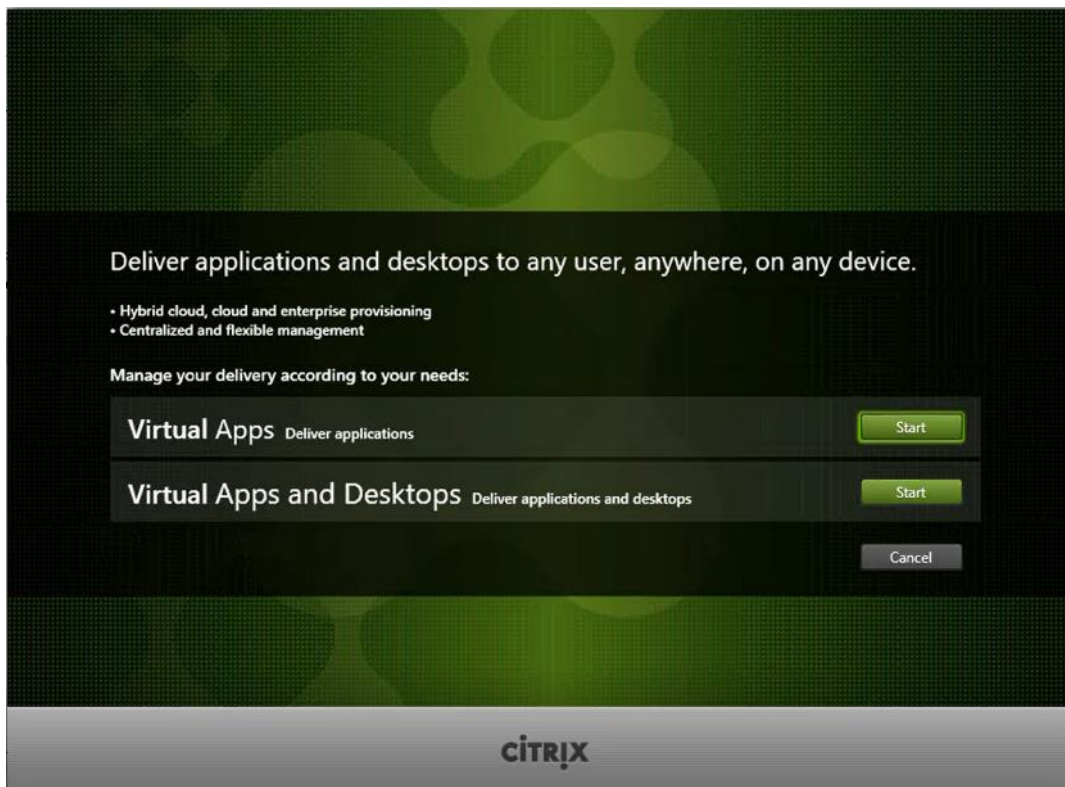 Deliver applications and desktops to any user, anywhere, on any device.
• Hybrid cloud, cloud and enterprise provisioning
• Centralized and flexible management
Manage your delivery according to your needs:
Virtual Apps Deliver applications Start
Virtual Apps and Desktops Deliver applications and desktops Start
Cancel
CİTRIX